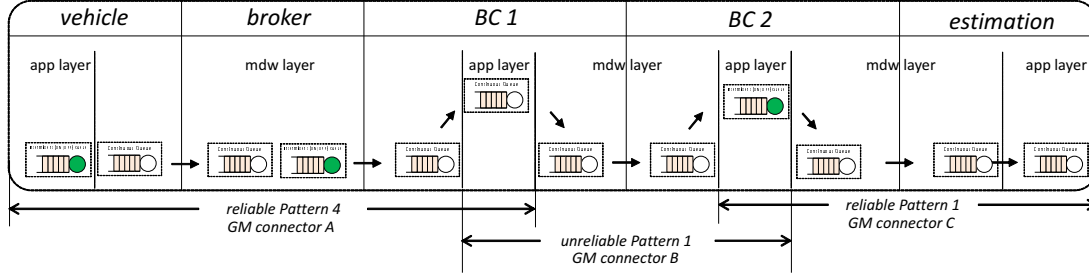 vehicle
broker
BC 1
BC 2
estimation
app layer
mdw layer
app layer
mdw layer
app layer
mdw layer
app layer
Continuous Queue
Continuous Queue
Continuous Queue
Continuous Queue
Continuous Queue
Continuous Queue
Continuous Queue
Continuous Queue
Continuous Queue
reliable Pattern 4
GM connector A
reliable Pattern 1
GM connector C
unreliable Pattern 1
GM connector B